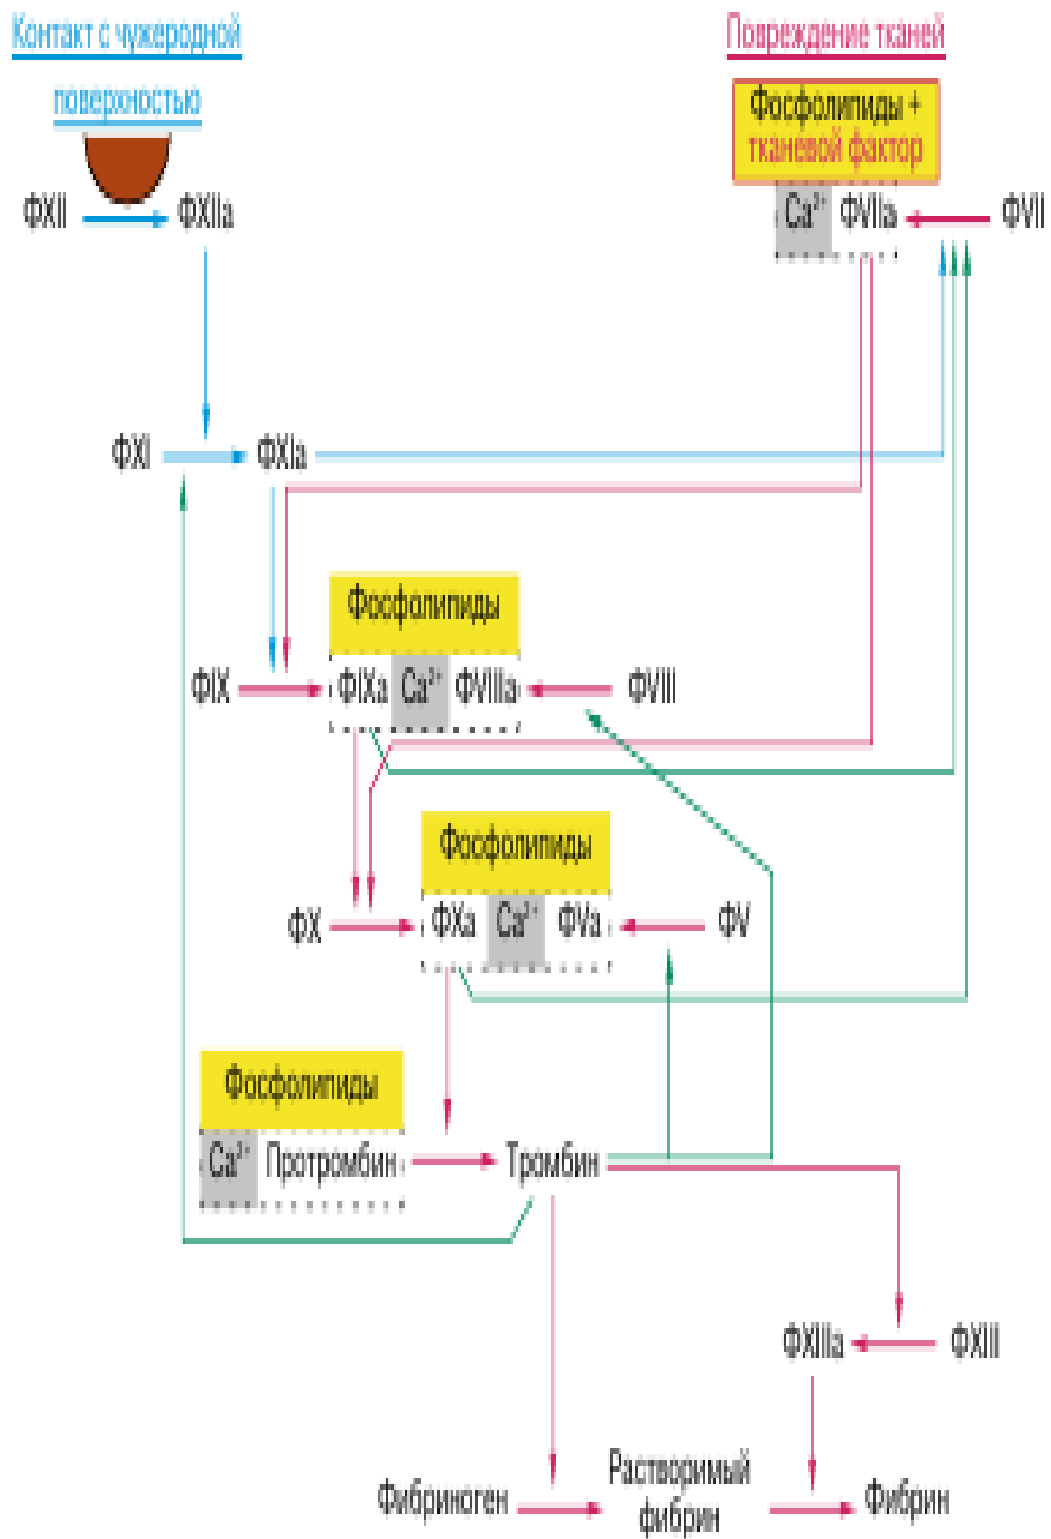 Контакт с чужеродной
поверхностью
Повреждение тканей
Фосфолипиды +
тканевой фактор
ФXII
ФXIIa
Ca²⁺
ФVIIa
ФVII
ФXI
ФXIa
Фосфолипиды
ФIX
ФIXa
Ca²⁺
ФVIIIa
ФVIII
Фосфолипиды
ФX
ФXa
Ca²⁺
ФVa
ФV
Фосфолипиды
Ca²⁺
Протромбин
Тромбин
ФXIIIa
ФXIII
Фибриноген
Растворимый
фибрин
Фибрин